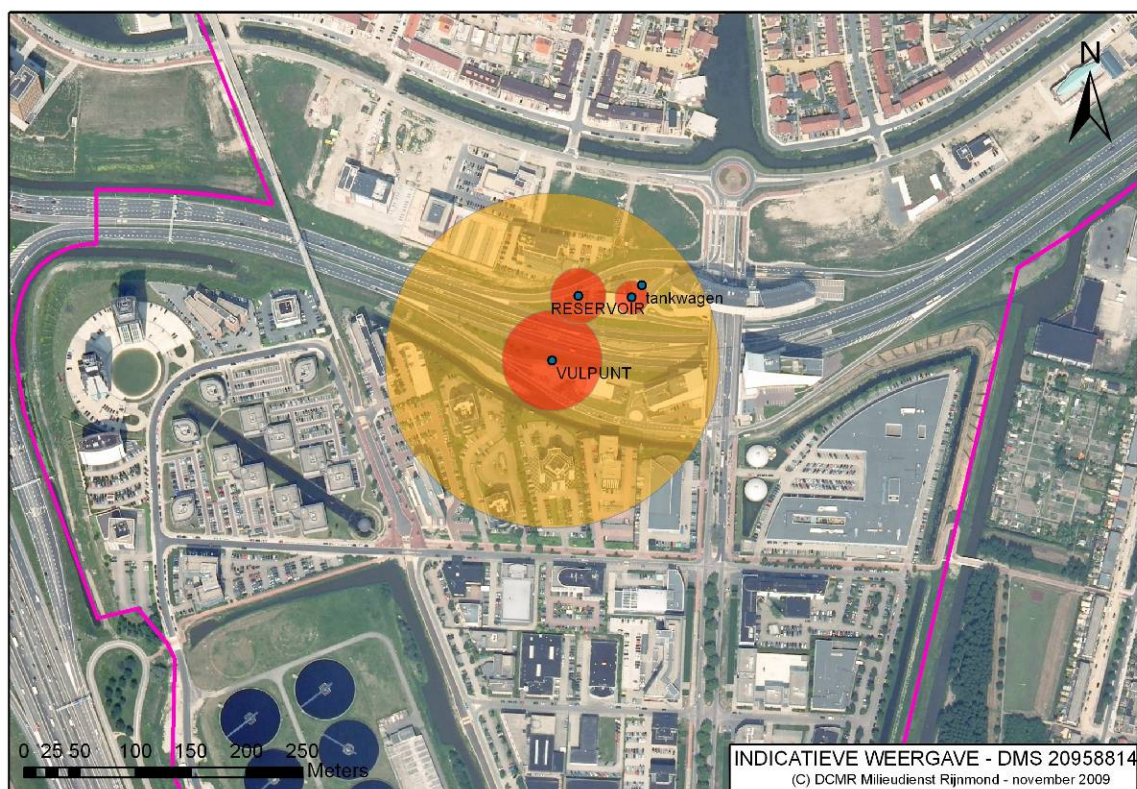 N
RESERVOIR
tankwagen
VULPUNT
0 25 50 100 150 200 250
Meters
INDICATIEVE WEERGAVE - DMS 20958814
(C) DCMR Milieudienst Rijnmond - november 2009